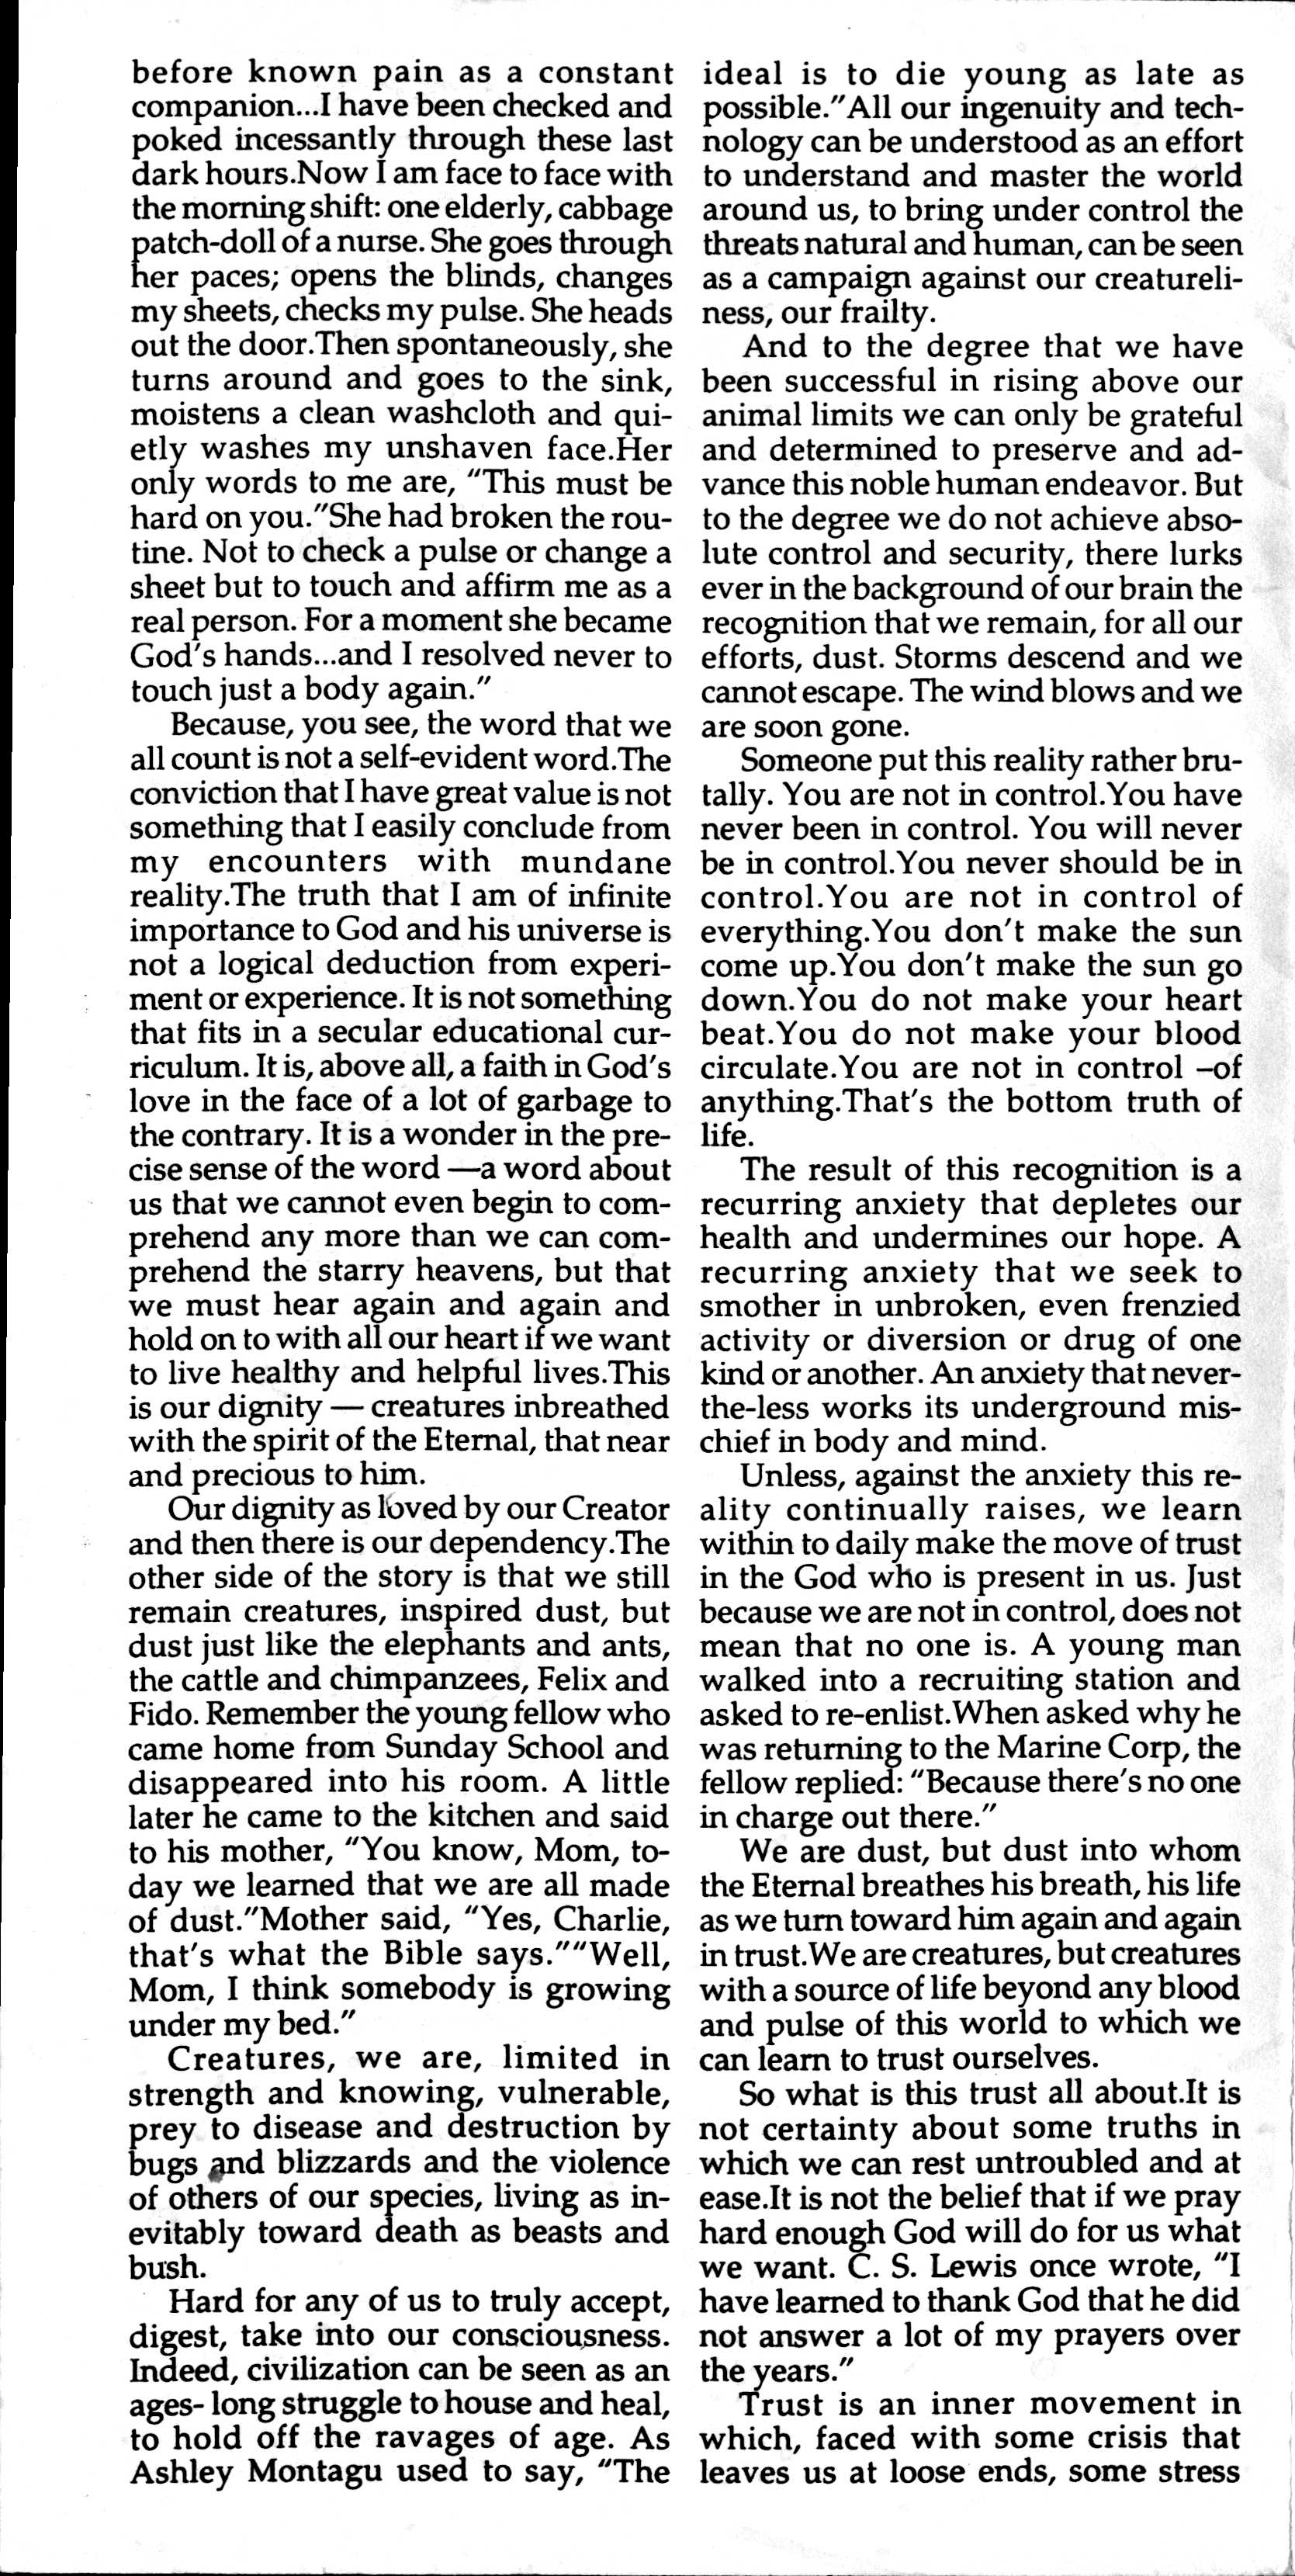 before known pain as a constant
companion...I have been checked and
poked incessantly through these last
dark hours.Now I am face to face with
the morning shift: one elderly, cabbage
patch-doll of a nurse. She goes through
her paces; opens the blinds, changes
my sheets, checks my pulse. She heads
out the door.Then spontaneously, she
turns around and goes to the sink,
moistens a clean washcloth and qui-
etly washes my unshaven face.Her
only words to me are, "This must be
hard on you."She had broken the rou-
tine. Not to check a pulse or change a
sheet but to touch and affirm me as a
real person. For a moment she became
God's hands...and I resolved never to
touch just a body again."
Because, you see, the word that we
all count is not a self-evident word.The
conviction that I have great value is not
something that I easily conclude from
my encounters with mundane
reality.The truth that I am of infinite
importance to God and his universe is
not a logical deduction from experi-
ment or experience. It is not something
that fits in a secular educational cur-
riculum. It is, above all, a faith in God's
love in the face of a lot of garbage to
the contrary. It is a wonder in the pre-
cise sense of the word —a word about
us that we cannot even begin to com-
prehend any more than we can com-
prehend the starry heavens, but that
we must hear again and again and
hold on to with all our heart if we want
to live healthy and helpful lives.This
is our dignity — creatures inbreathed
with the spirit of the Eternal, that near
and precious to him.
Our dignity as loved by our Creator
and then there is our dependency.The
other side of the story is that we still
remain creatures, inspired dust, but
dust just like the elephants and ants,
the cattle and chimpanzees, Felix and
Fido. Remember the young fellow who
came home from Sunday School and
disappeared into his room. A little
later he came to the kitchen and said
to his mother, "You know, Mom, to-
day we learned that we are all made
of dust."Mother said, "Yes, Charlie,
that's what the Bible says.""Well,
Mom, I think somebody is growing
under my bed."
Creatures, we are, limited in
strength and knowing, vulnerable,
prey to disease and destruction by
bugs and blizzards and the violence
of others of our species, living as in-
evitably toward death as beasts and
bush.
Hard for any of us to truly accept,
digest, take into our consciousness.
Indeed, civilization can be seen as an
ages- long struggle to house and heal,
to hold off the ravages of age. As
Ashley Montagu used to say, "The
ideal is to die young as late as
possible."All our ingenuity and tech-
nology can be understood as an effort
to understand and master the world
around us, to bring under control the
threats natural and human, can be seen
as a campaign against our creatureli-
ness, our frailty.
And to the degree that we have
been successful in rising above our
animal limits we can only be grateful
and determined to preserve and ad-
vance this noble human endeavor. But
to the degree we do not achieve abso-
lute control and security, there lurks
ever in the background of our brain the
recognition that we remain, for all our
efforts, dust. Storms descend and we
cannot escape. The wind blows and we
are soon gone.
Someone put this reality rather bru-
tally. You are not in control.You have
never been in control. You will never
be in control.You never should be in
control.You are not in control of
everything.You don't make the sun
come up.You don't make the sun go
down.You do not make your heart
beat.You do not make your blood
circulate.You are not in control –of
anything.That's the bottom truth of
life.
The result of this recognition is a
recurring anxiety that depletes our
health and undermines our hope. A
recurring anxiety that we seek to
smother in unbroken, even frenzied
activity or diversion or drug of one
kind or another. An anxiety that never-
the-less works its underground mis-
chief in body and mind.
Unless, against the anxiety this re-
ality continually raises, we learn
within to daily make the move of trust
in the God who is present in us. Just
because we are not in control, does not
mean that no one is. A young man
walked into a recruiting station and
asked to re-enlist.When asked why he
was returning to the Marine Corp, the
fellow replied: "Because there's no one
in charge out there."
We are dust, but dust into whom
the Eternal breathes his breath, his life
as we turn toward him again and again
in trust.We are creatures, but creatures
with a source of life beyond any blood
and pulse of this world to which we
can learn to trust ourselves.
So what is this trust all about.It is
not certainty about some truths in
which we can rest untroubled and at
ease.It is not the belief that if we pray
hard enough God will do for us what
we want. C. S. Lewis once wrote, "I
have learned to thank God that he did
not answer a lot of my prayers over
the years."
Trust is an inner movement in
which, faced with some crisis that
leaves us at loose ends, some stress